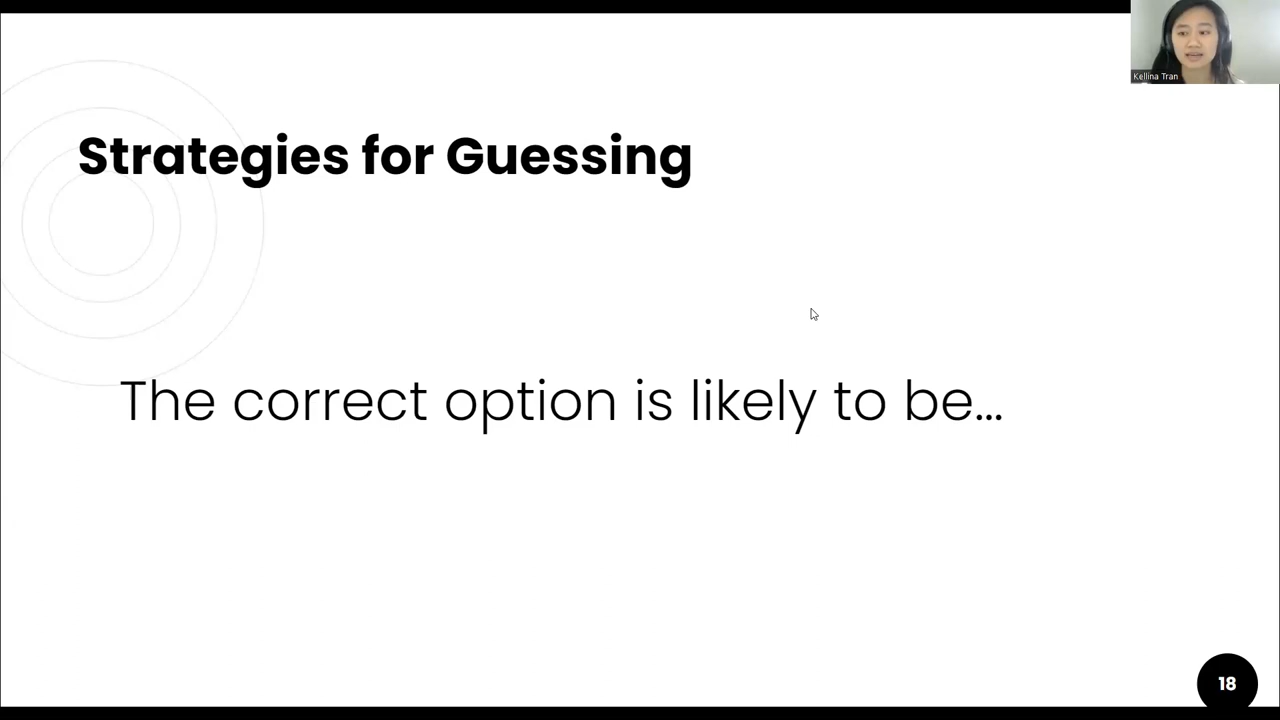 Kellina Tran
Strategies for Guessing
The correct option is likely to be...
18